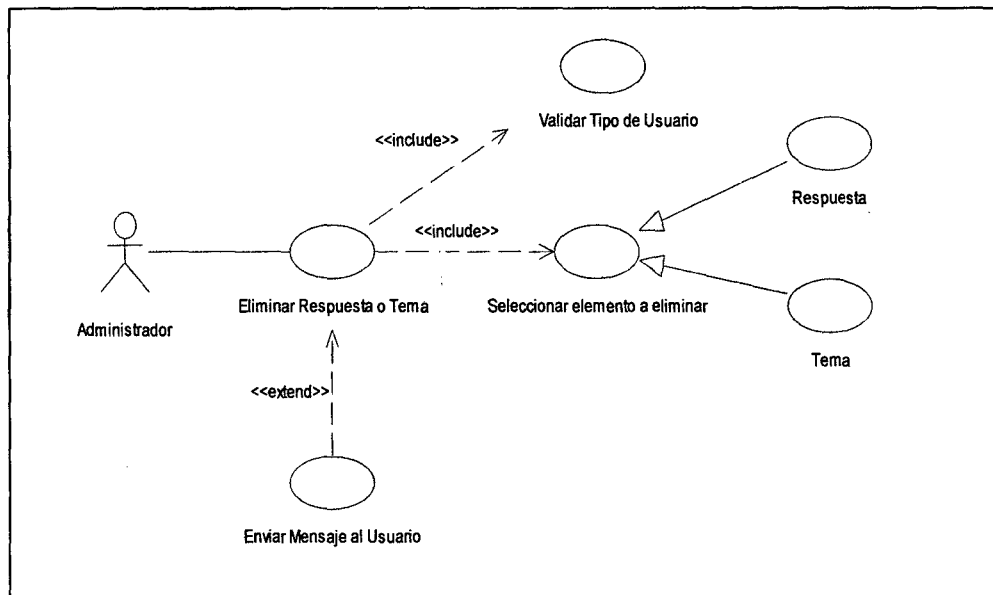 Validar Tipo de Usuario
<<include>>
Respuesta
<<include>>
Administrador
Eliminar Respuesta o Tema
Seleccionar elemento a eliminar
Tema
<<extend>>
Enviar Mensaje al Usuario